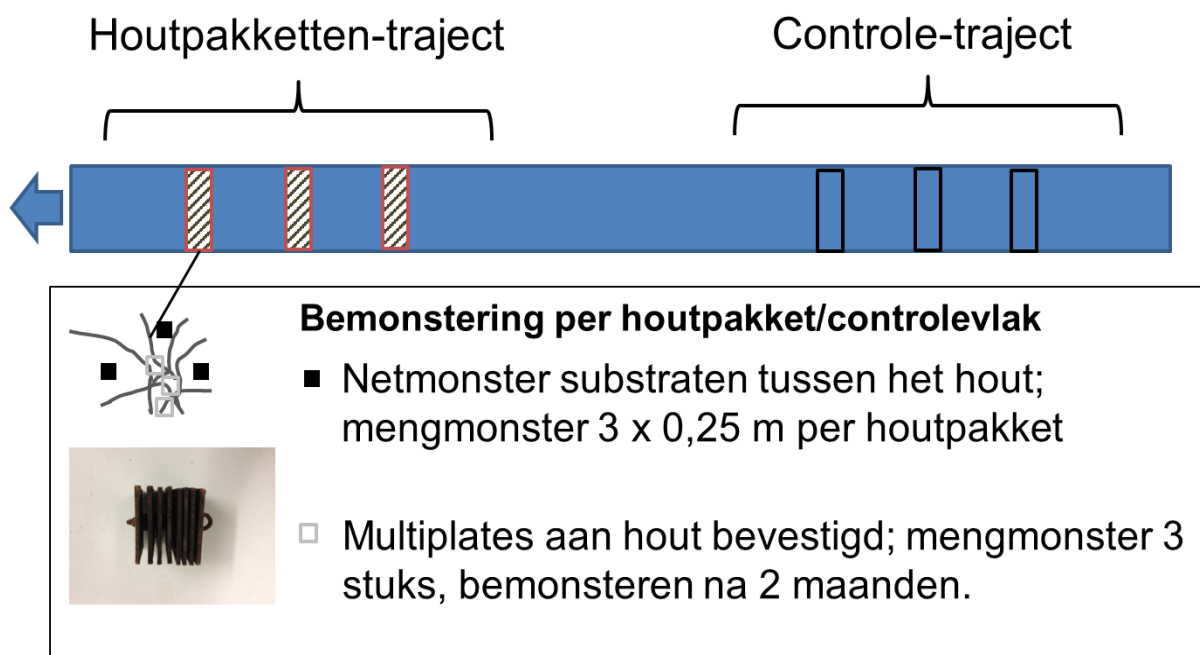 Houtpakketten-traject
Controle-traject
Bemonstering per houtpakket/controlevlak
Netmonster substraten tussen het hout;
mengmonster 3 x 0,25 m per houtpakket
Multiplates aan hout bevestigd; mengmonster 3
stuks, bemonsteren na 2 maanden.